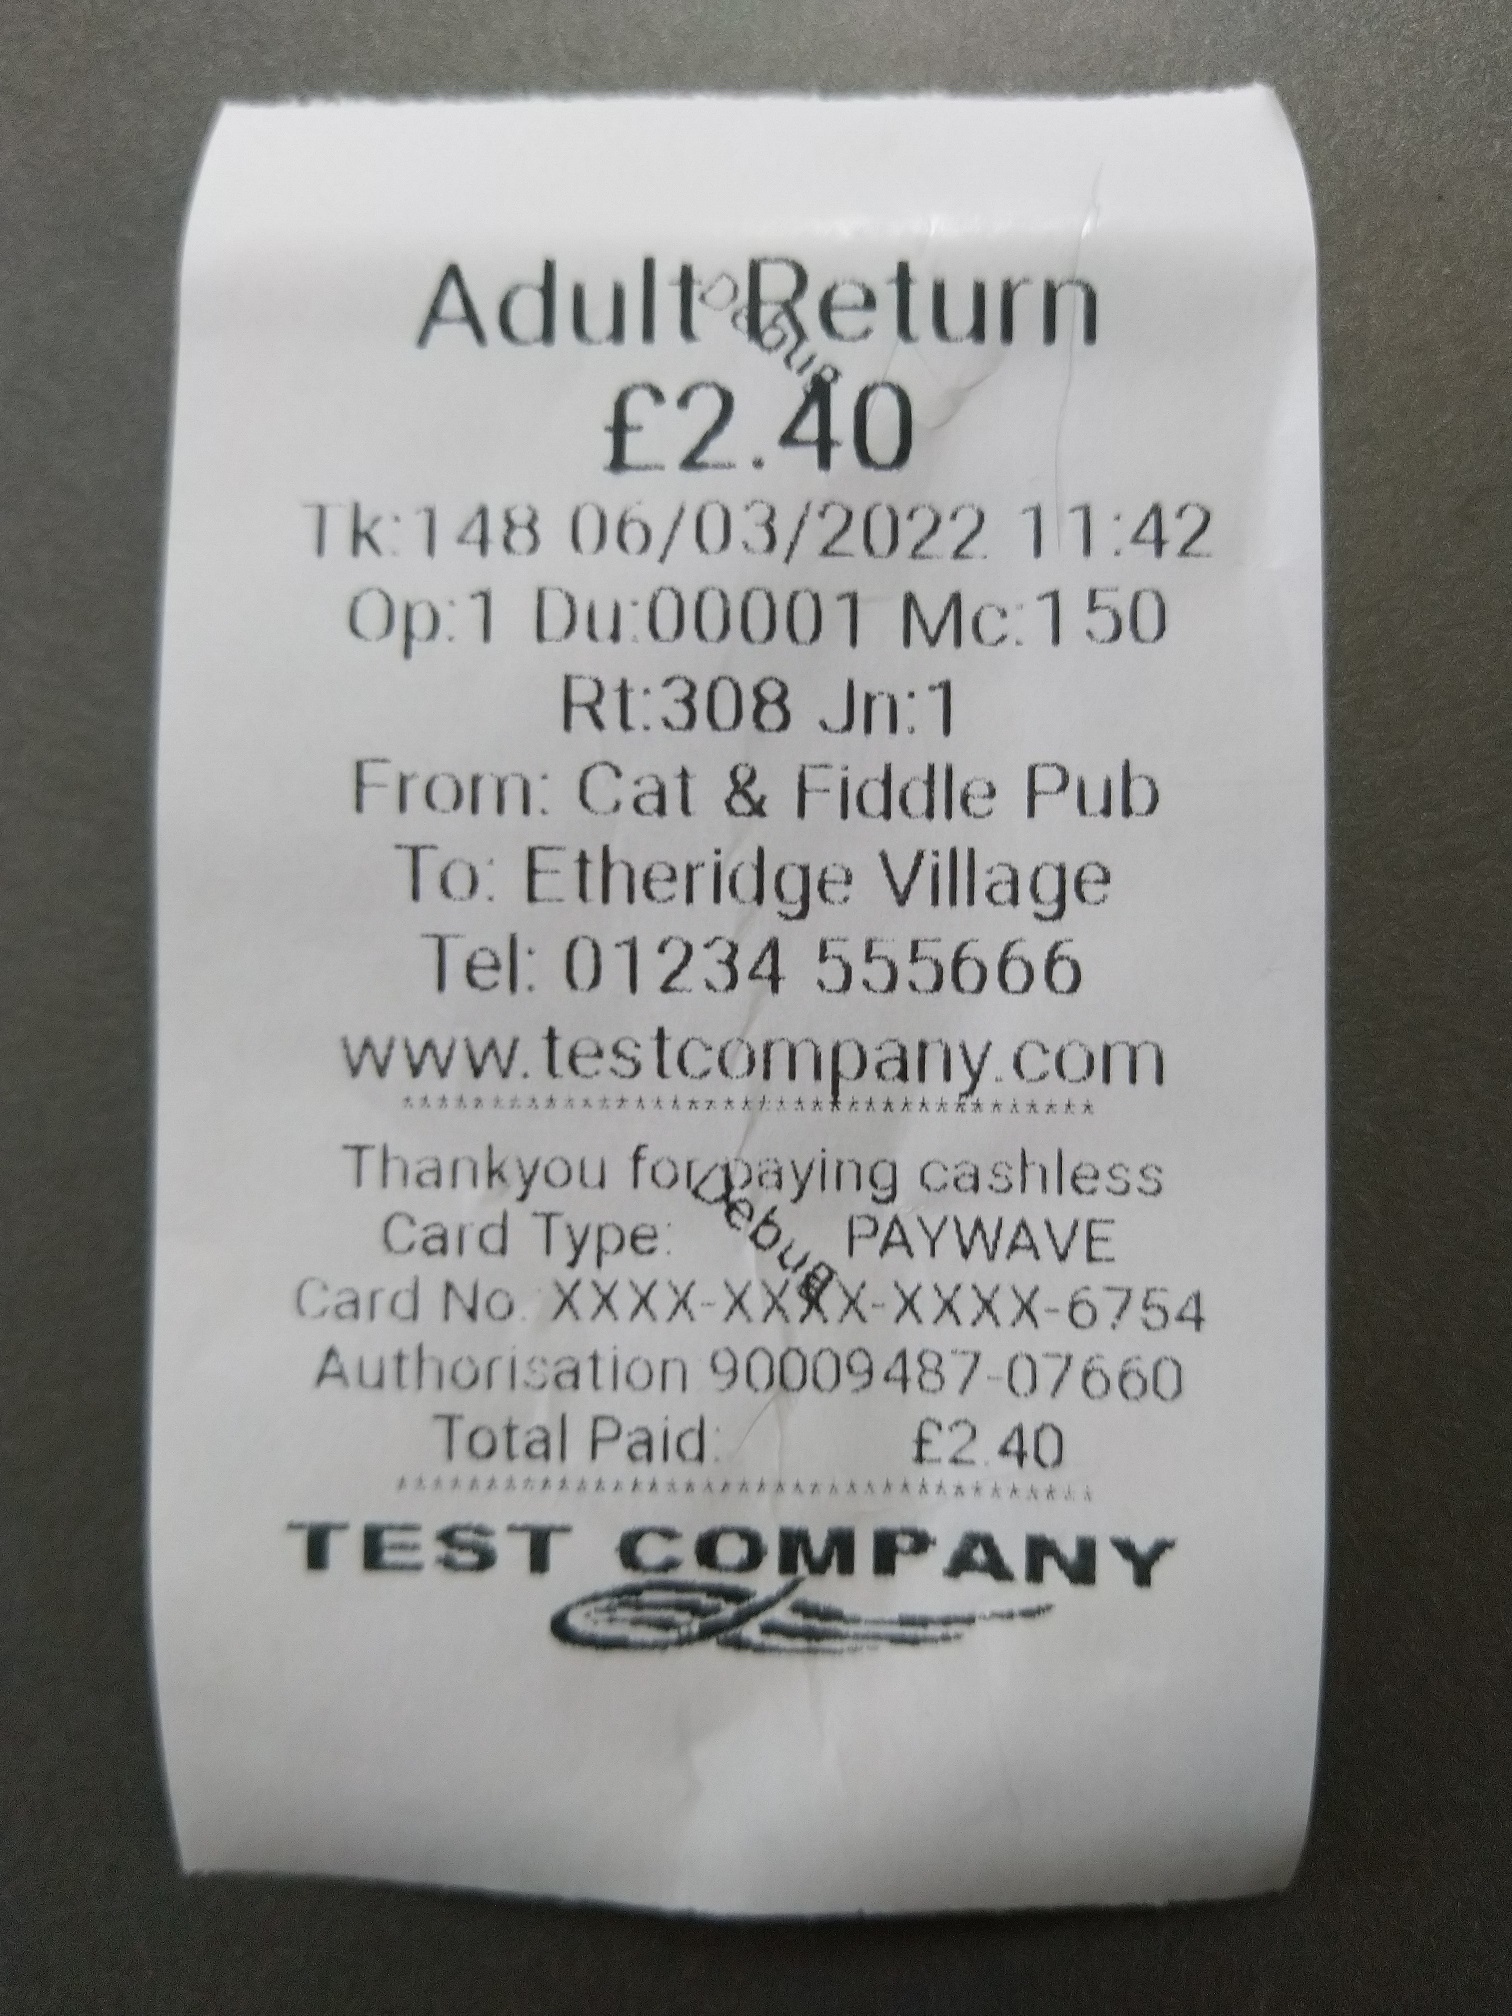 Adult Return
Debug
£2.40
Tk:148 06/03/2022 11:42
Op:1 Du:00001 Mc:150
Rt:308 Jn:1
From: Cat & Fiddle Pub
To: Etheridge Village
Tel: 01234 555666
www.testcompany.com
***************************************
Thankyou for paying cashless
Debug
Card Type: PAYWAVE
Card No. XXXX-XXXX-XXXX-6754
Authorisation 90009487-07660
Total Paid: £2.40
***************************************
TEST COMPANY